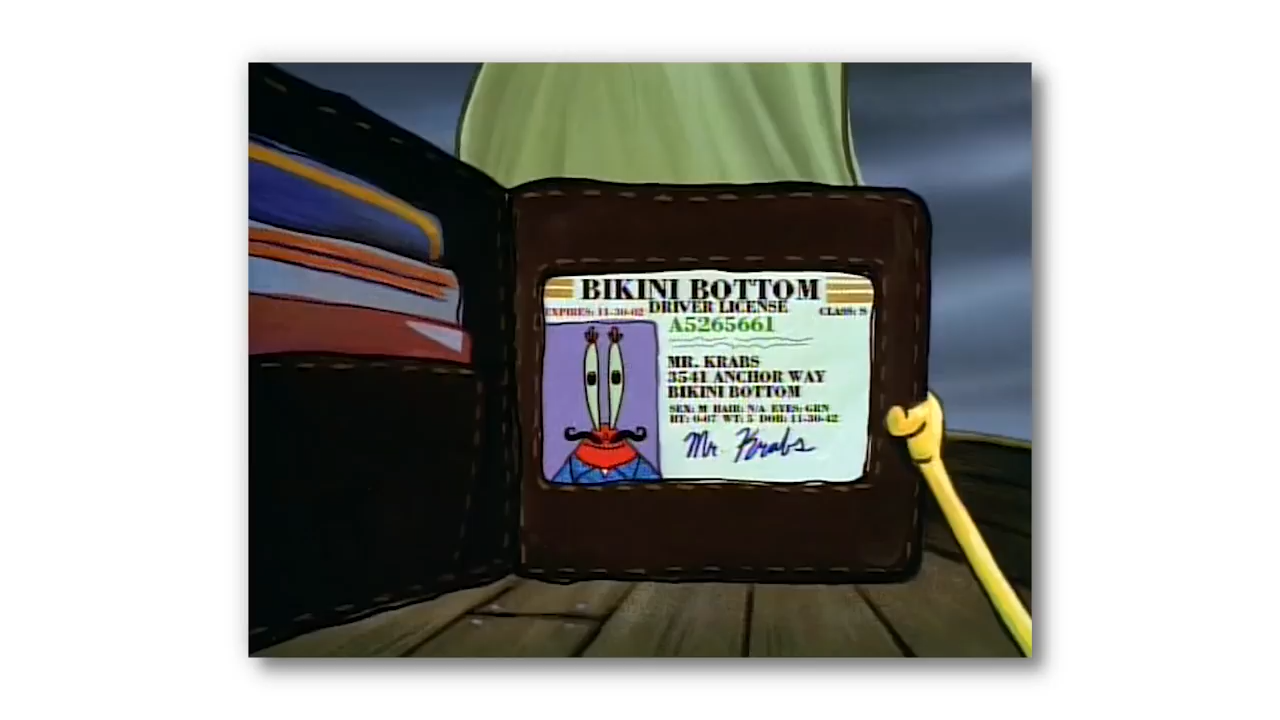 BIKINI BOTTOM
DRIVER LICENSE
EXPIRES: 11-30-02
CLASS: S
A5265661
MR. KRABS
3541 ANCHOR WAY
BIKINI BOTTOM
SEX: M HAIR: N/A EYES: GRN
HT: 0-07 WT: 5 DOB: 11-30-42
Mr. Krabs